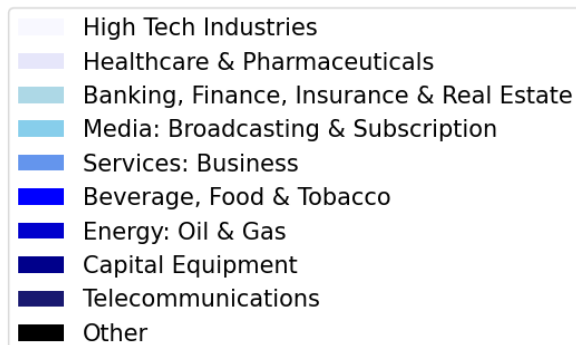 High Tech Industries
Healthcare & Pharmaceuticals
Banking, Finance, Insurance & Real Estate
Media: Broadcasting & Subscription
Services: Business
Beverage, Food & Tobacco
Energy: Oil & Gas
Capital Equipment
Telecommunications
Other